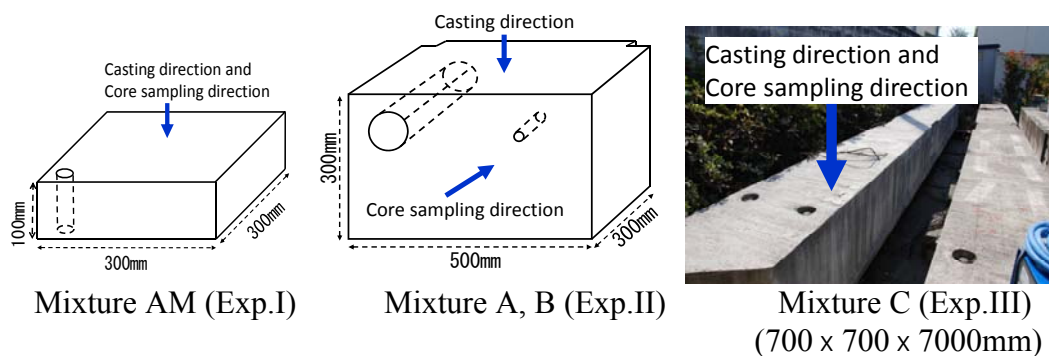 Casting direction and
Core sampling direction
100mm
300mm
300mm
Mixture AM (Exp.I)
Casting direction
300mm
Core sampling direction
500mm
300mm
Mixture A, B (Exp.II)
Casting direction and
Core sampling direction
Mixture C (Exp.III)
(700 x 700 x 7000mm)